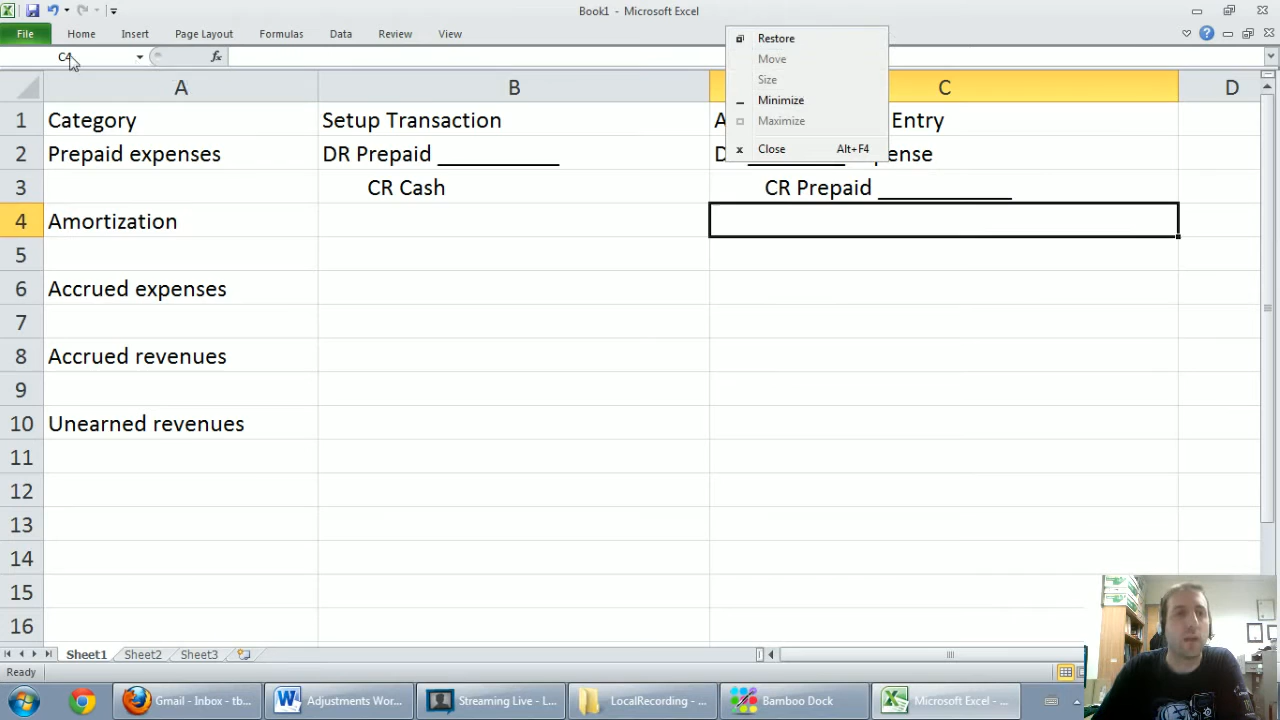 Book1 - Microsoft Excel
File Home Insert Page Layout Formulas Data Review View
C4 fx
Restore
Move
Size
Minimize
Maximize
Close Alt+F4
A B C D
1 Category Setup Transaction A Entry
2 Prepaid expenses DR Prepaid ___________ D pense
3 CR Cash CR Prepaid ____________
4 Amortization
5
6 Accrued expenses
7
8 Accrued revenues
9
10 Unearned revenues
11
12
13
14
15
16
Sheet1 Sheet2 Sheet3
Ready
Gmail - Inbox - tb... Adjustments Wor... Streaming Live - L... LocalRecording - ... Bamboo Dock Microsoft Excel - ...